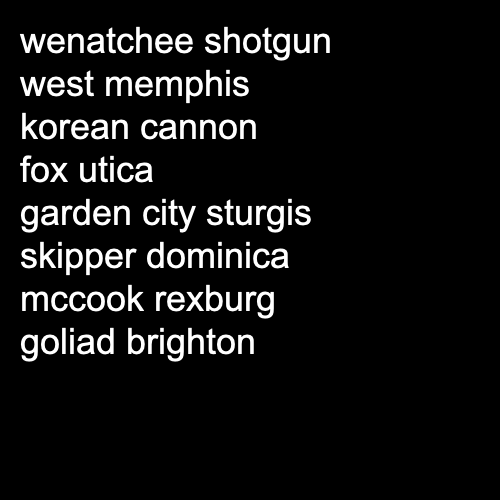 wenatchee shotgun
west memphis
korean cannon
fox utica
garden city sturgis
skipper dominica
mccook rexburg
goliad brighton